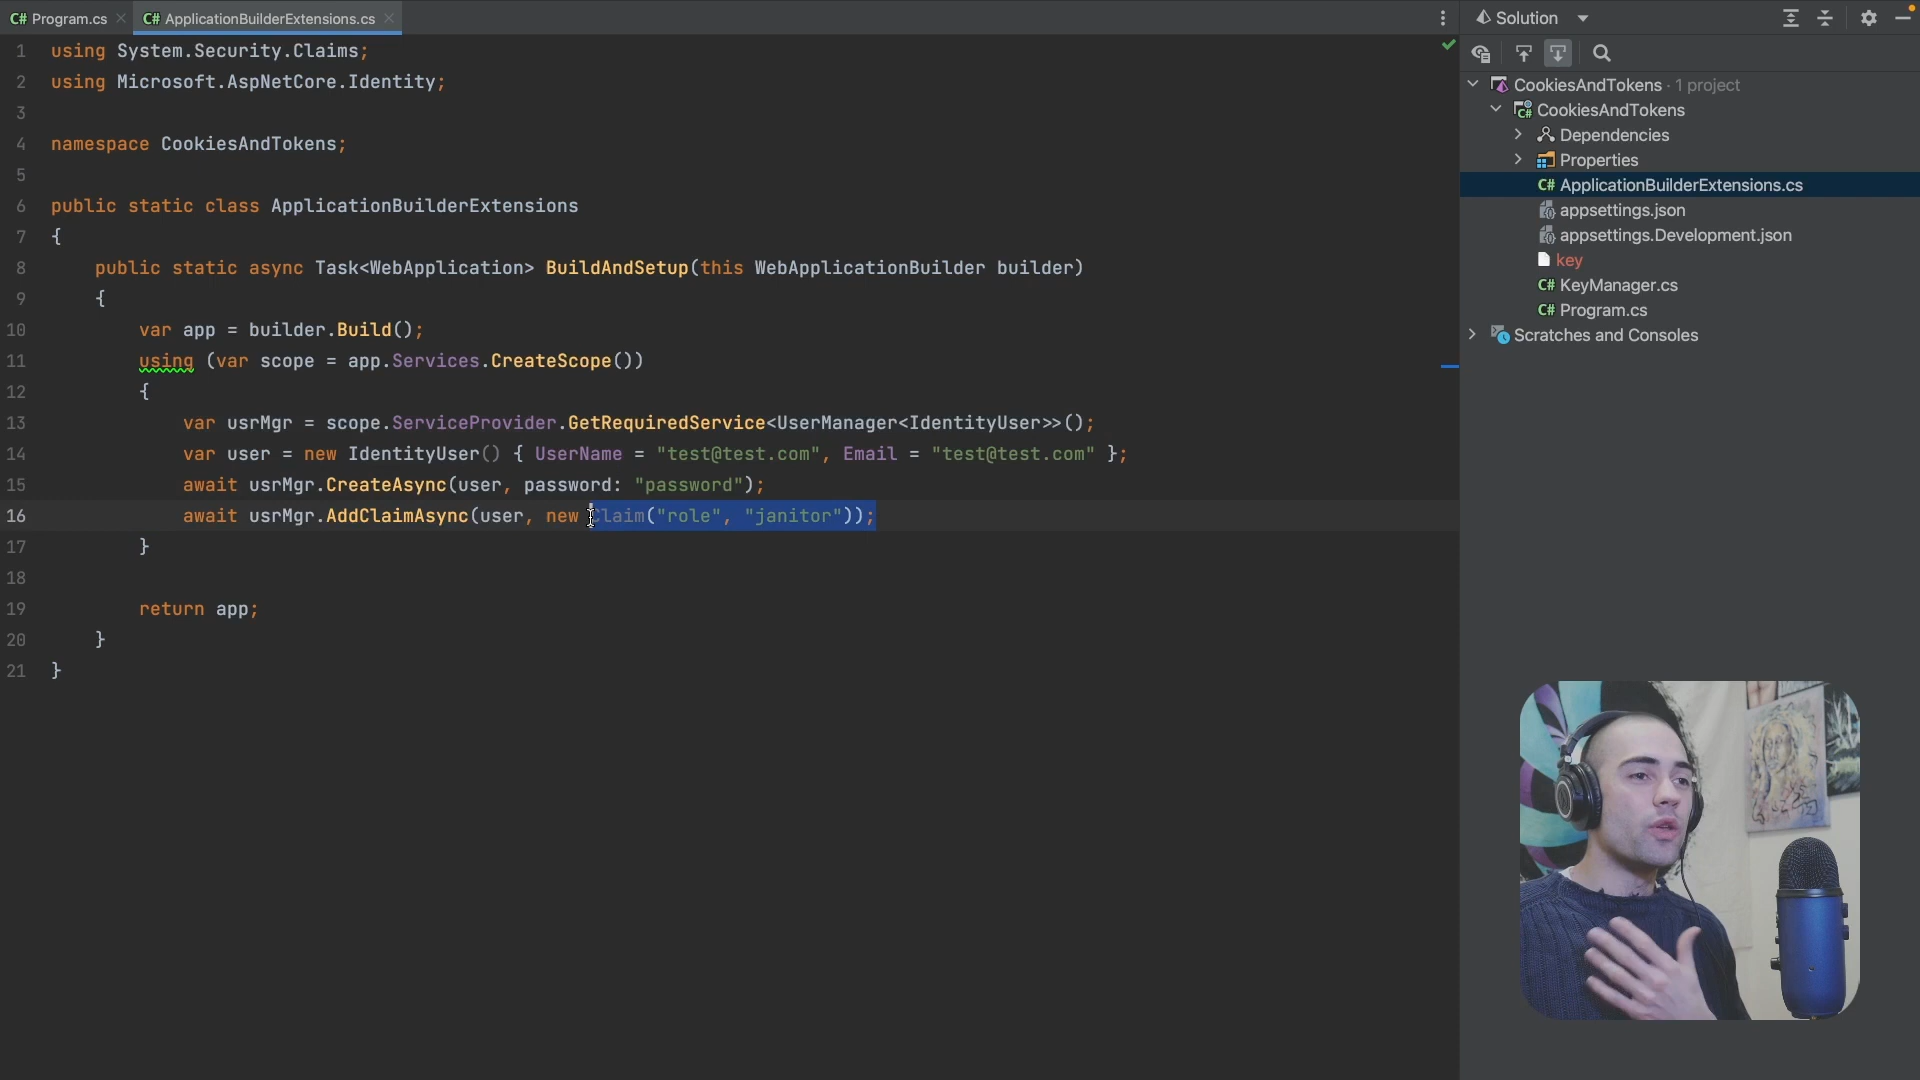 C# Program.cs
C# ApplicationBuilderExtensions.cs
Solution
1 using System.Security.Claims;
2 using Microsoft.AspNetCore.Identity;
3
4 namespace CookiesAndTokens;
5
6 public static class ApplicationBuilderExtensions
7 {
8 public static async Task<WebApplication> BuildAndSetup(this WebApplicationBuilder builder)
9 {
10 var app = builder.Build();
11 using (var scope = app.Services.CreateScope())
12 {
13 var usrMgr = scope.ServiceProvider.GetRequiredService<UserManager<IdentityUser>>();
14 var user = new IdentityUser() { UserName = "test@test.com", Email = "test@test.com" };
15 await usrMgr.CreateAsync(user, password: "password");
16 await usrMgr.AddClaimAsync(user, new Claim("role", "janitor"));
17 }
18
19 return app;
20 }
21 }
CookiesAndTokens · 1 project
C# CookiesAndTokens
Dependencies
Properties
C# ApplicationBuilderExtensions.cs
appsettings.json
appsettings.Development.json
key
C# KeyManager.cs
C# Program.cs
Scratches and Consoles